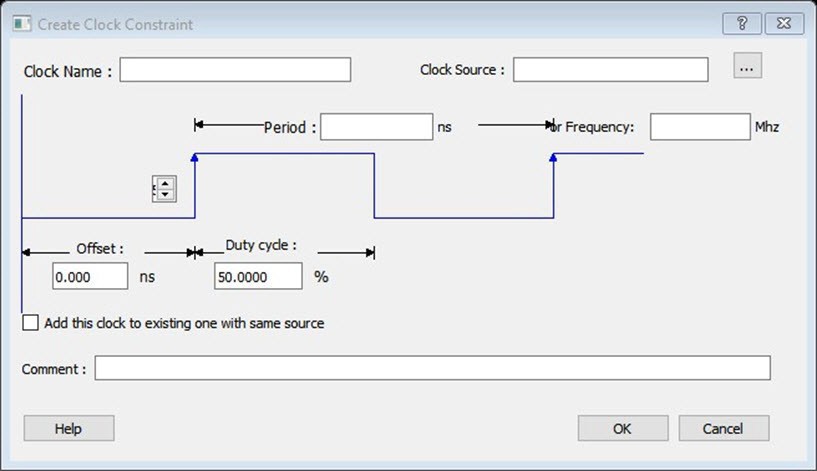 Create Clock Constraint
Clock Name :
Clock Source :
...
Period :
ns
or Frequency:
Mhz
Offset :
Duty cycle :
0.000
ns
50.0000
%
Add this clock to existing one with same source
Comment :
Help
OK
Cancel